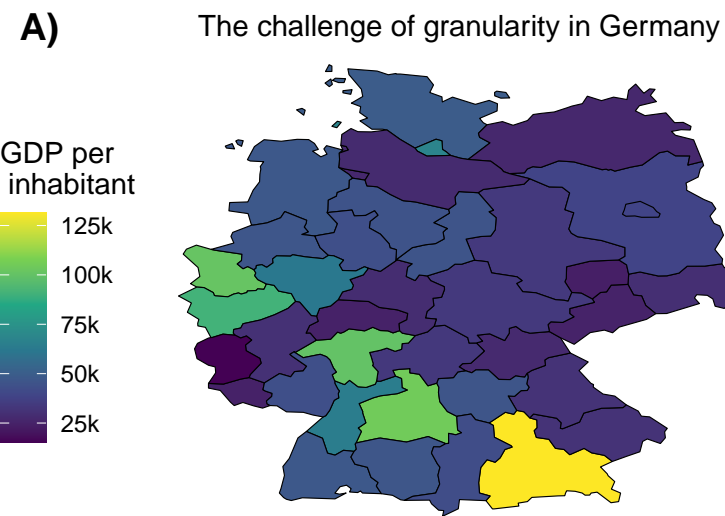 A)
The challenge of granularity in Germany
GDP per
inhabitant
125k
100k
75k
50k
25k